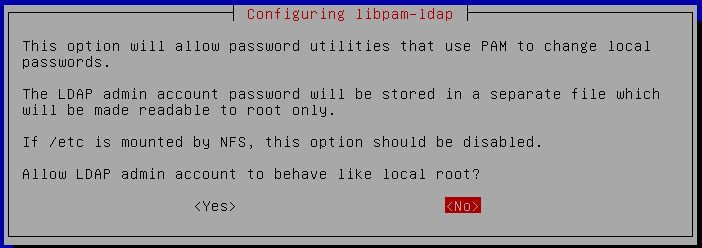 Configuring libpam-ldap
This option will allow password utilities that use PAM to change local
passwords.
The LDAP admin account password will be stored in a separate file which
will be made readable to root only.
If /etc is mounted by NFS, this option should be disabled.
Allow LDAP admin account to behave like local root?
<Yes> <No>